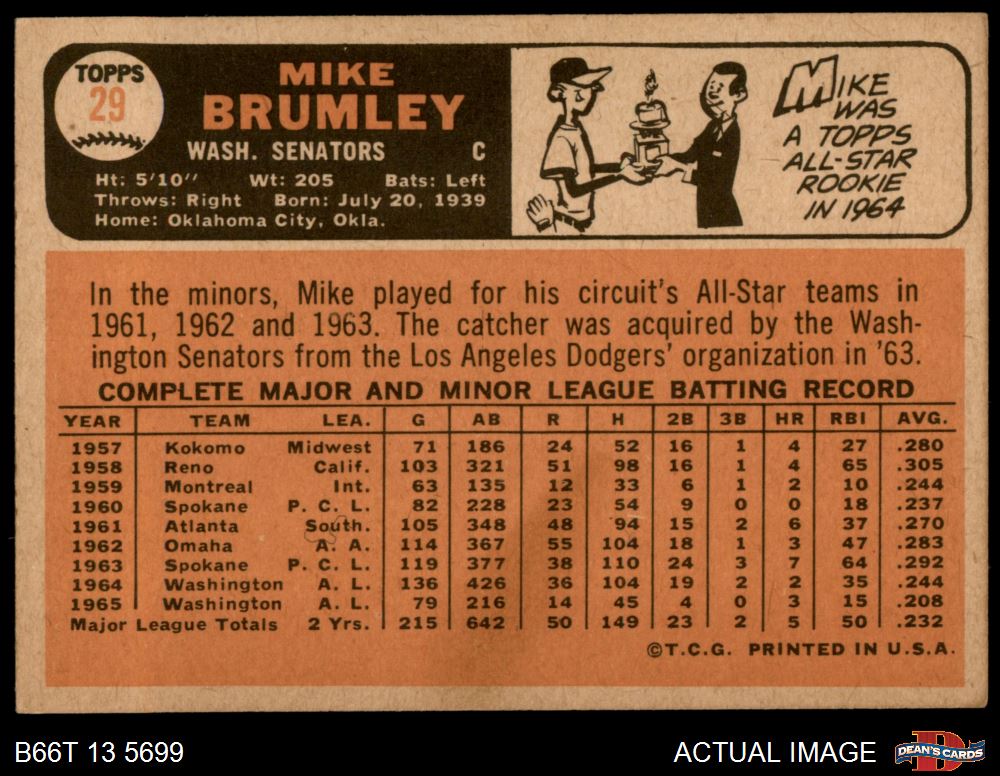 TOPPS
29
MIKE
BRUMLEY
WASH. SENATORS C
Ht: 5'10" Wt: 205 Bats: Left
Throws: Right Born: July 20, 1939
Home: Oklahoma City, Okla.
MIKE
WAS
A TOPPS
ALL-STAR
ROOKIE
IN 1964
In the minors, Mike played for his circuit's All-Star teams in
1961, 1962 and 1963. The catcher was acquired by the Wash-
ington Senators from the Los Angeles Dodgers' organization in '63.
COMPLETE MAJOR AND MINOR LEAGUE BATTING RECORD
YEAR TEAM LEA. G AB R H 2B 3B HR RBI AVG.
1957 Kokomo Midwest 71 186 24 52 16 1 4 27 .280
1958 Reno Calif. 103 321 51 98 16 1 4 65 .305
1959 Montreal Int. 63 135 12 33 6 1 2 10 .244
1960 Spokane P. C. L. 82 228 23 54 9 0 0 18 .237
1961 Atlanta South. 105 348 48 94 15 2 6 37 .270
1962 Omaha A. A. 114 367 55 104 18 1 3 47 .283
1963 Spokane P. C. L. 119 377 38 110 24 3 7 64 .292
1964 Washington A. L. 136 426 36 104 19 2 2 35 .244
1965 Washington A. L. 79 216 14 45 4 0 3 15 .208
Major League Totals 2 Yrs. 215 642 50 149 23 2 5 50 .232
©T.C.G. PRINTED IN U.S.A.
B66T 13 5699
ACTUAL IMAGE
D
DEAN'S CARDS